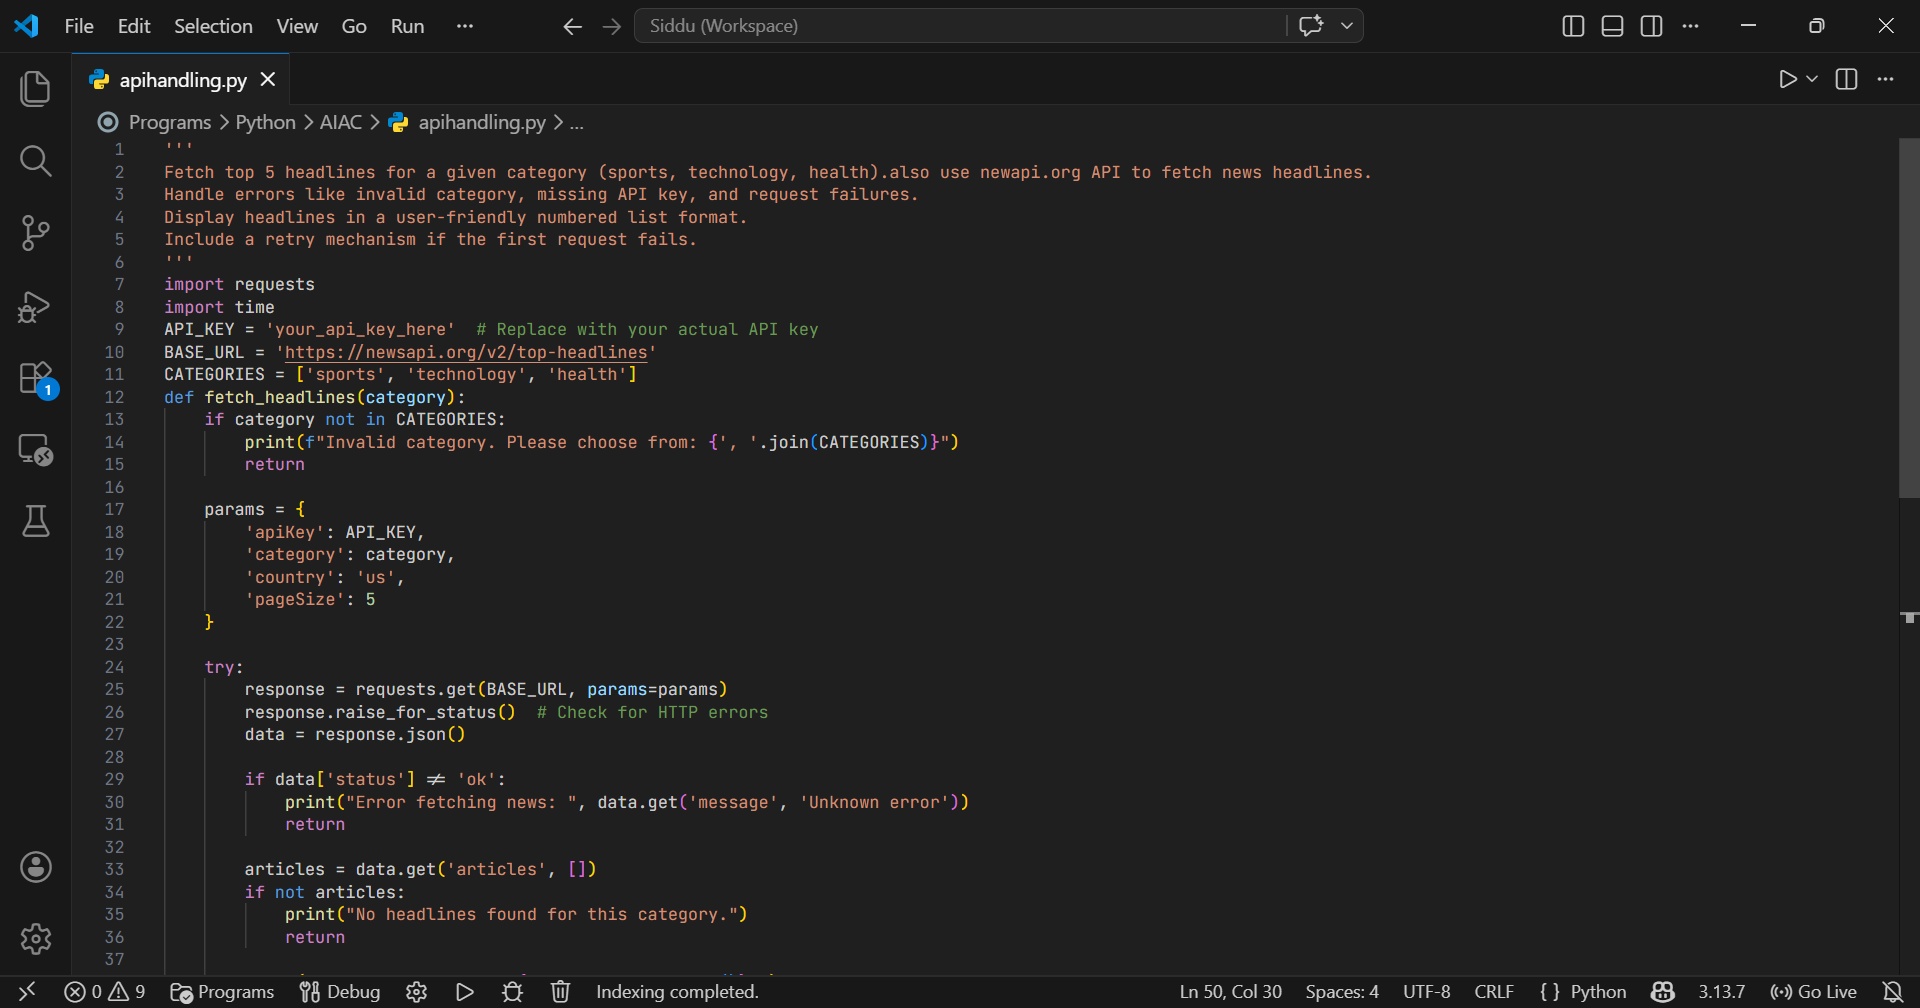 File Edit Selection View Go Run ··· Siddu (Workspace)
apihandling.py
Programs > Python > AIAC > apihandling.py > ...
1 '''
2 Fetch top 5 headlines for a given category (sports, technology, health).also use newapi.org API to fetch news headlines.
3 Handle errors like invalid category, missing API key, and request failures.
4 Display headlines in a user-friendly numbered list format.
5 Include a retry mechanism if the first request fails.
6 '''
7 import requests
8 import time
9 API_KEY = 'your_api_key_here'  # Replace with your actual API key
10 BASE_URL = 'https://newsapi.org/v2/top-headlines'
11 CATEGORIES = ['sports', 'technology', 'health']
12 def fetch_headlines(category):
13     if category not in CATEGORIES:
14         print(f"Invalid category. Please choose from: {', '.join(CATEGORIES)}")
15         return
16
17     params = {
18         'apiKey': API_KEY,
19         'category': category,
20         'country': 'us',
21         'pageSize': 5
22     }
23
24     try:
25         response = requests.get(BASE_URL, params=params)
26         response.raise_for_status()  # Check for HTTP errors
27         data = response.json()
28
29         if data['status'] != 'ok':
30             print("Error fetching news: ", data.get('message', 'Unknown error'))
31             return
32
33         articles = data.get('articles', [])
34         if not articles:
35             print("No headlines found for this category.")
36             return
37
1
0 9 Programs Debug Indexing completed. Ln 50, Col 30 Spaces: 4 UTF-8 CRLF { } Python 3.13.7 Go Live